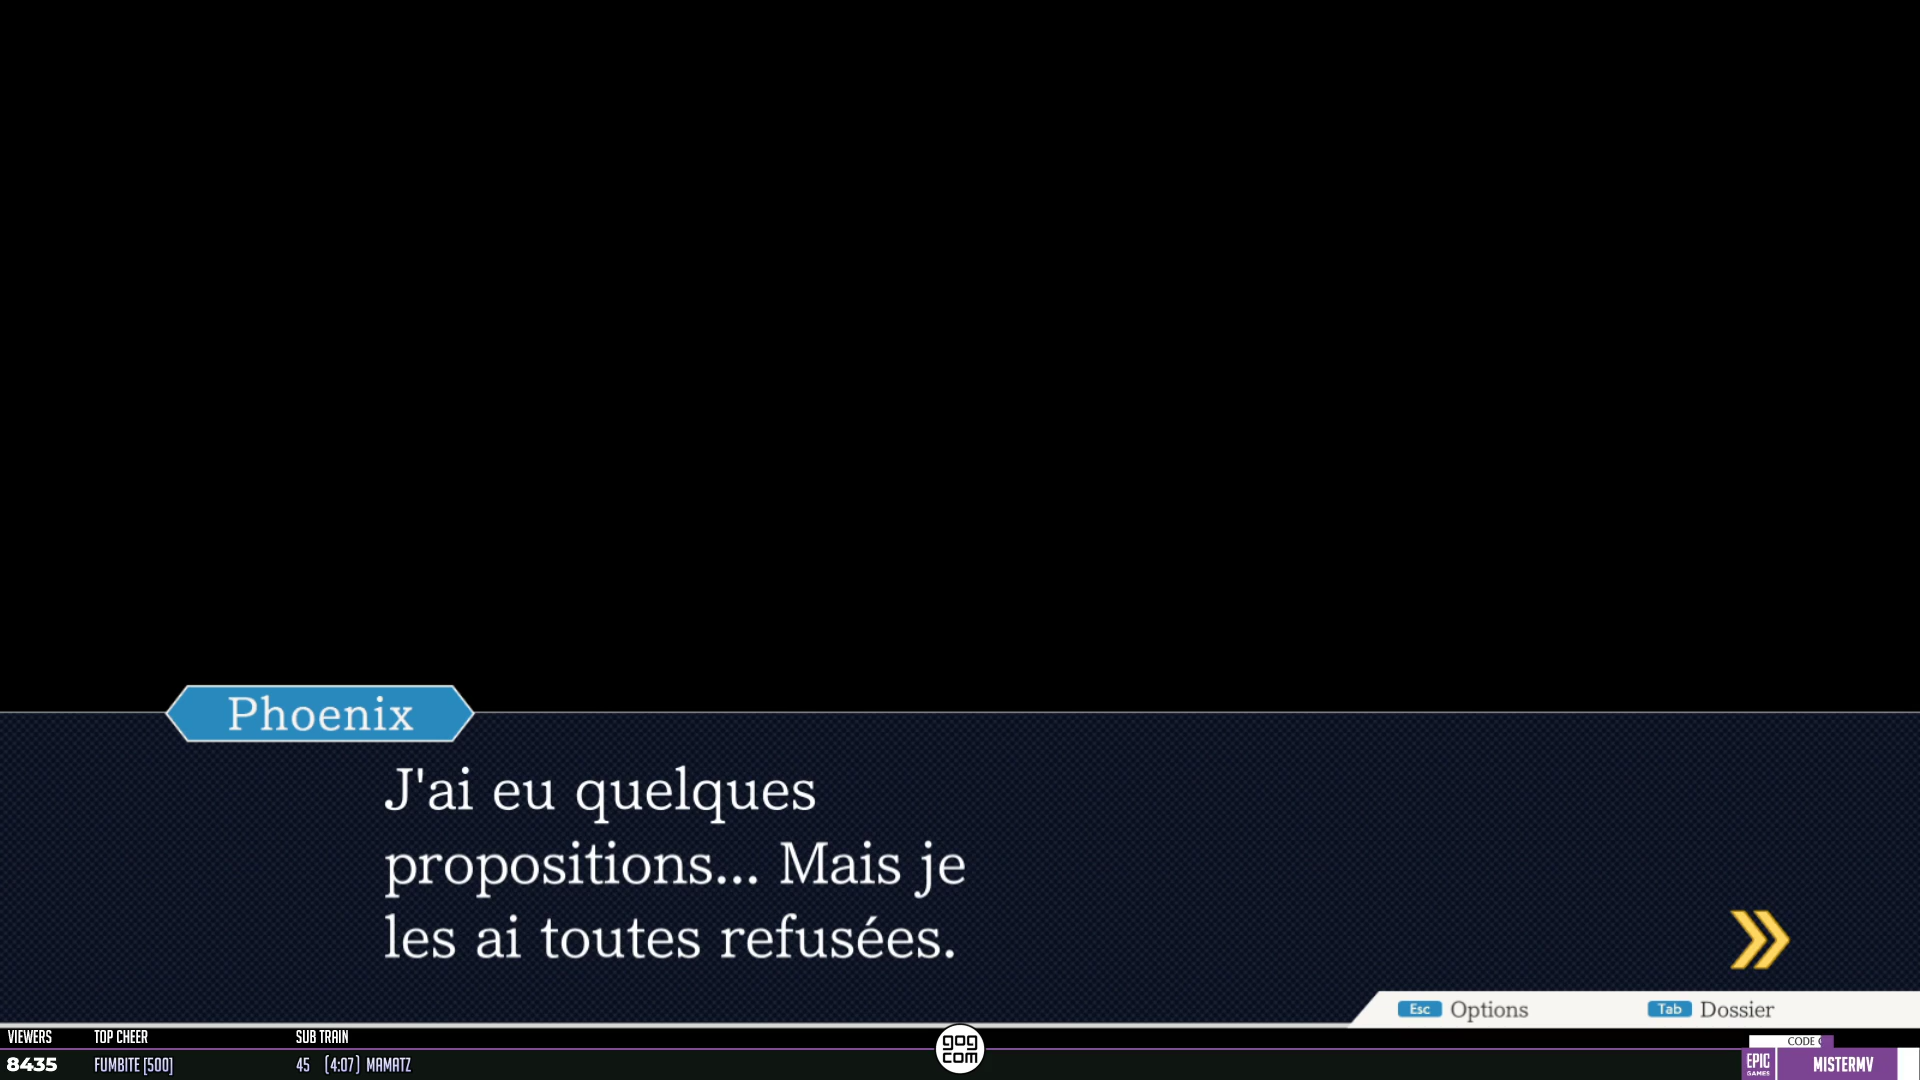 Phoenix
J'ai eu quelques
propositions... Mais je
les ai toutes refusées.
Esc Options
Tab Dossier
VIEWERS
TOP CHEER
SUB TRAIN
8435
FUMBITE [500]
45 (4:07) MAMATZ
gog
com
CODE
EPIC
GAMES
MISTERMV